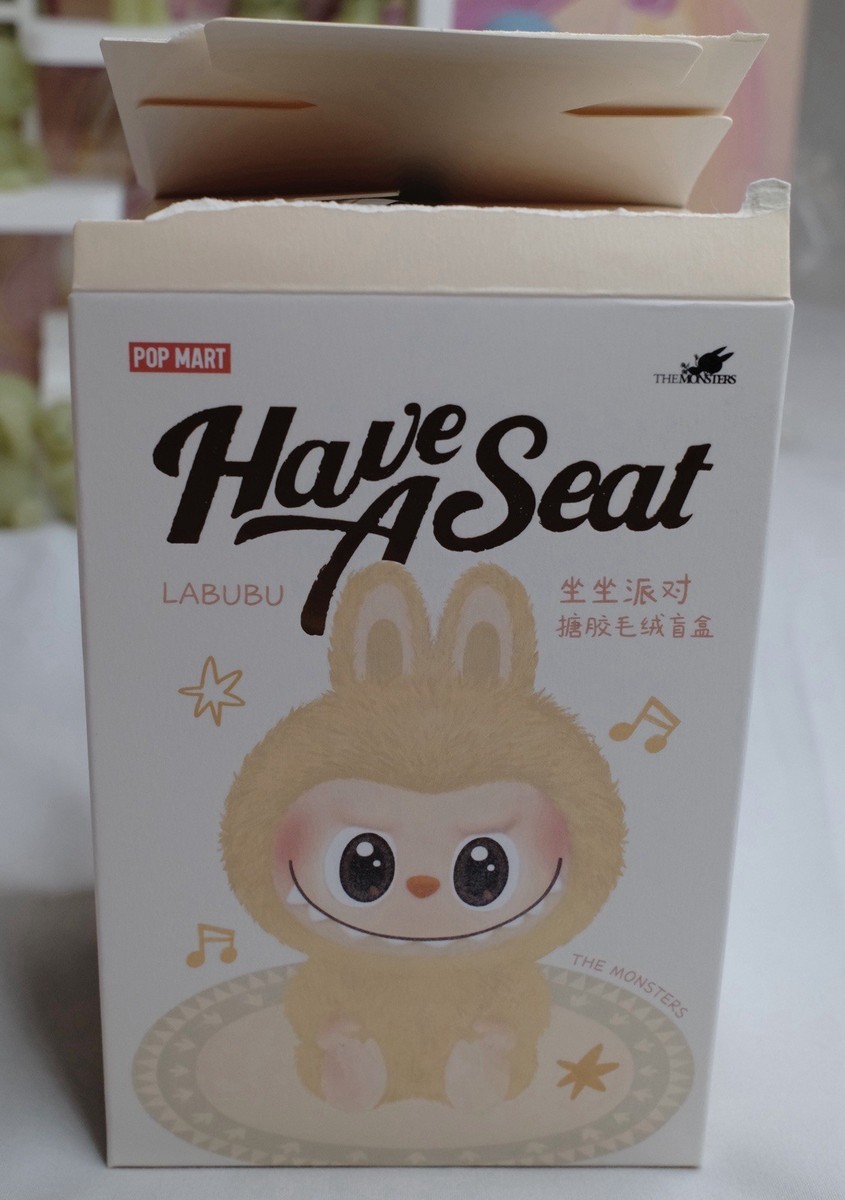 POP MART
THE MONSTERS
Have
A Seat
LABUBU
坐坐派对
搪胶毛绒盲盒
THE MONSTERS